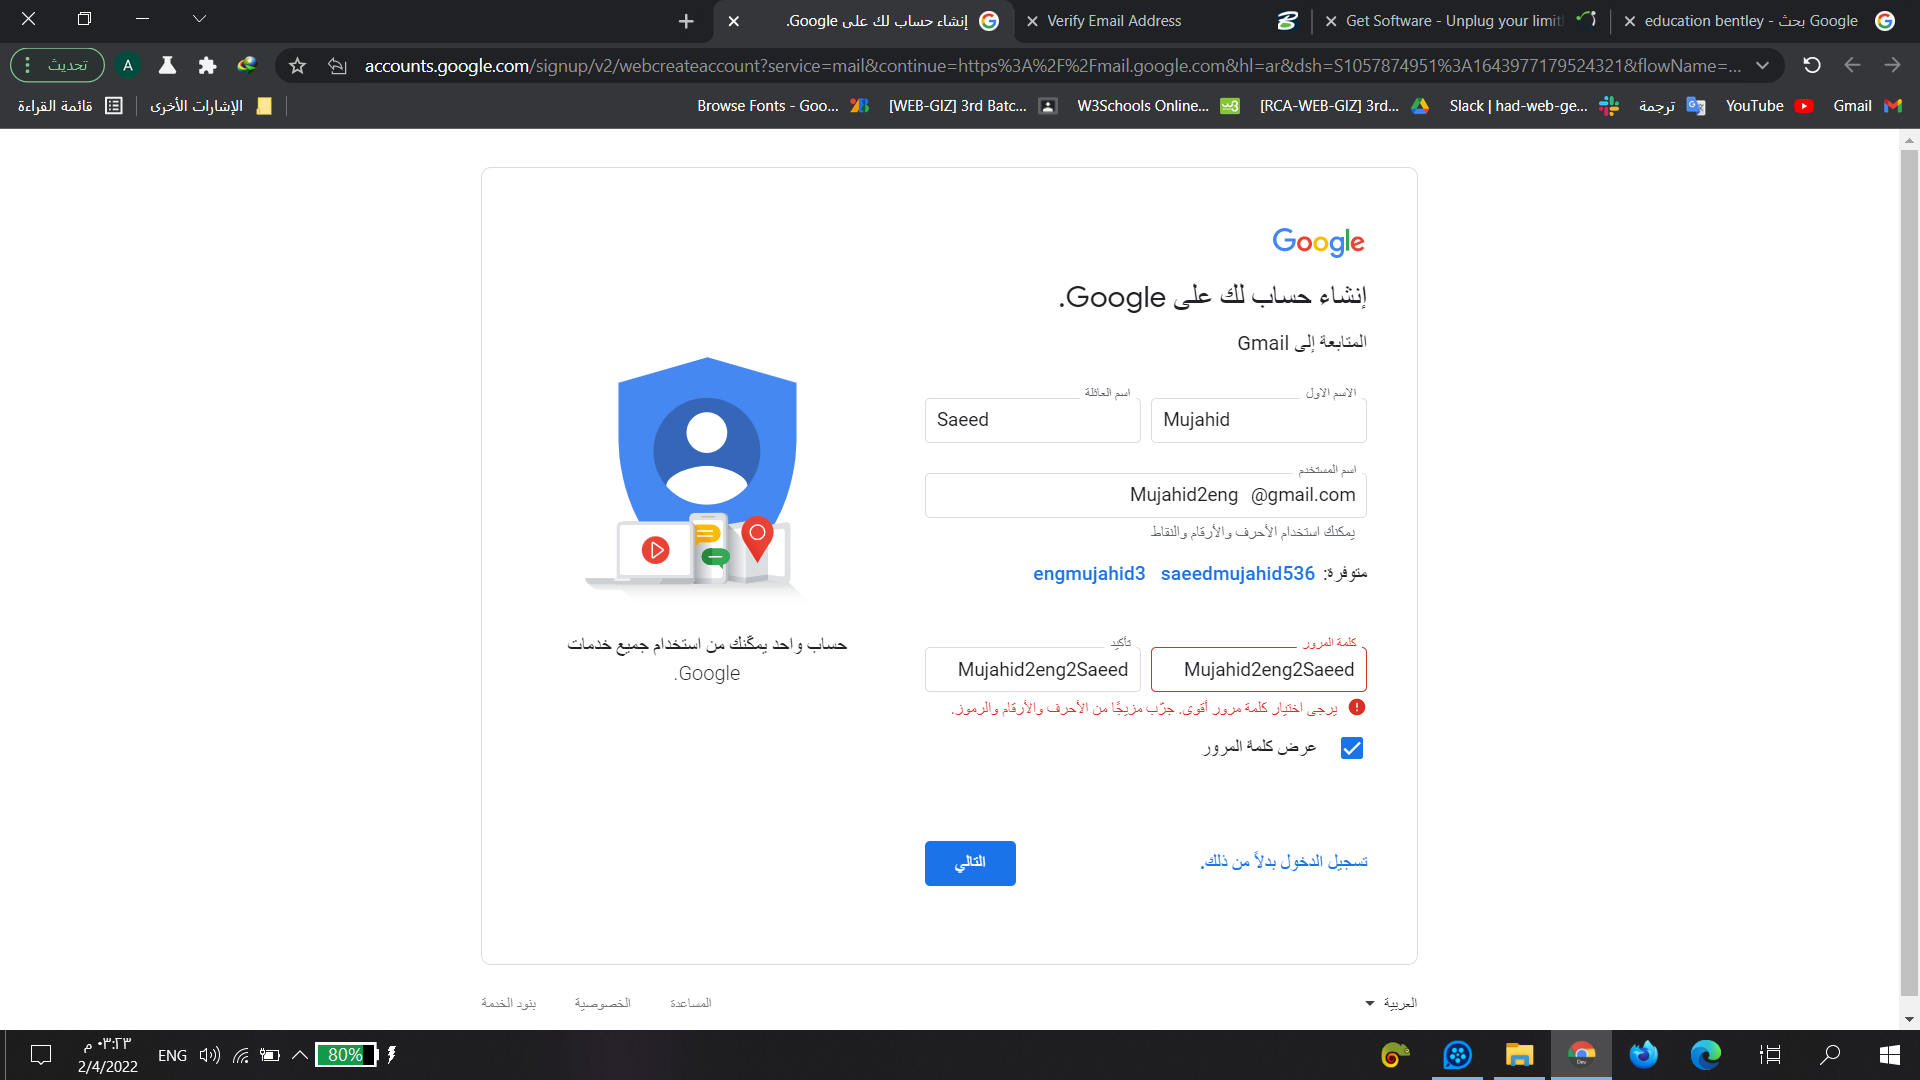 إنشاء حساب لك على Google.
Verify Email Address
Get Software - Unplug your limit
education bentley - بحث Google
تحديث
A
accounts.google.com/signup/v2/webcreateaccount?service=mail&continue=https%3A%2F%2Fmail.google.com&hl=ar&dsh=S1057874951%3A1643977179524321&flowName=...
قائمة القراءة
الإشارات الأخرى
Browse Fonts - Goo...
[WEB-GIZ] 3rd Batc...
W3Schools Online...
[RCA-WEB-GIZ] 3rd...
Slack | had-web-ge...
ترجمة
YouTube
Gmail
Google
إنشاء حساب لك على Google.
المتابعة إلى Gmail
الاسم الاول
اسم العائلة
Mujahid
Saeed
اسم المستخدم
Mujahid2eng @gmail.com
يمكنك استخدام الأحرف والأرقام والنقاط
متوفرة: saeedmujahid536 engmujahid3
كلمة المرور
تأكيد
Mujahid2eng2Saeed
Mujahid2eng2Saeed
يرجى اختيار كلمة مرور أقوى. جرّب مزيجًا من الأحرف والأرقام والرموز.
عرض كلمة المرور
تسجيل الدخول بدلاً من ذلك.
التالي
حساب واحد يمكّنك من استخدام جميع خدمات
Google.
العربية
المساعدة
الخصوصية
بنود الخدمة
٠٣:٢٣ م
2/4/2022
ENG
80%
Dev